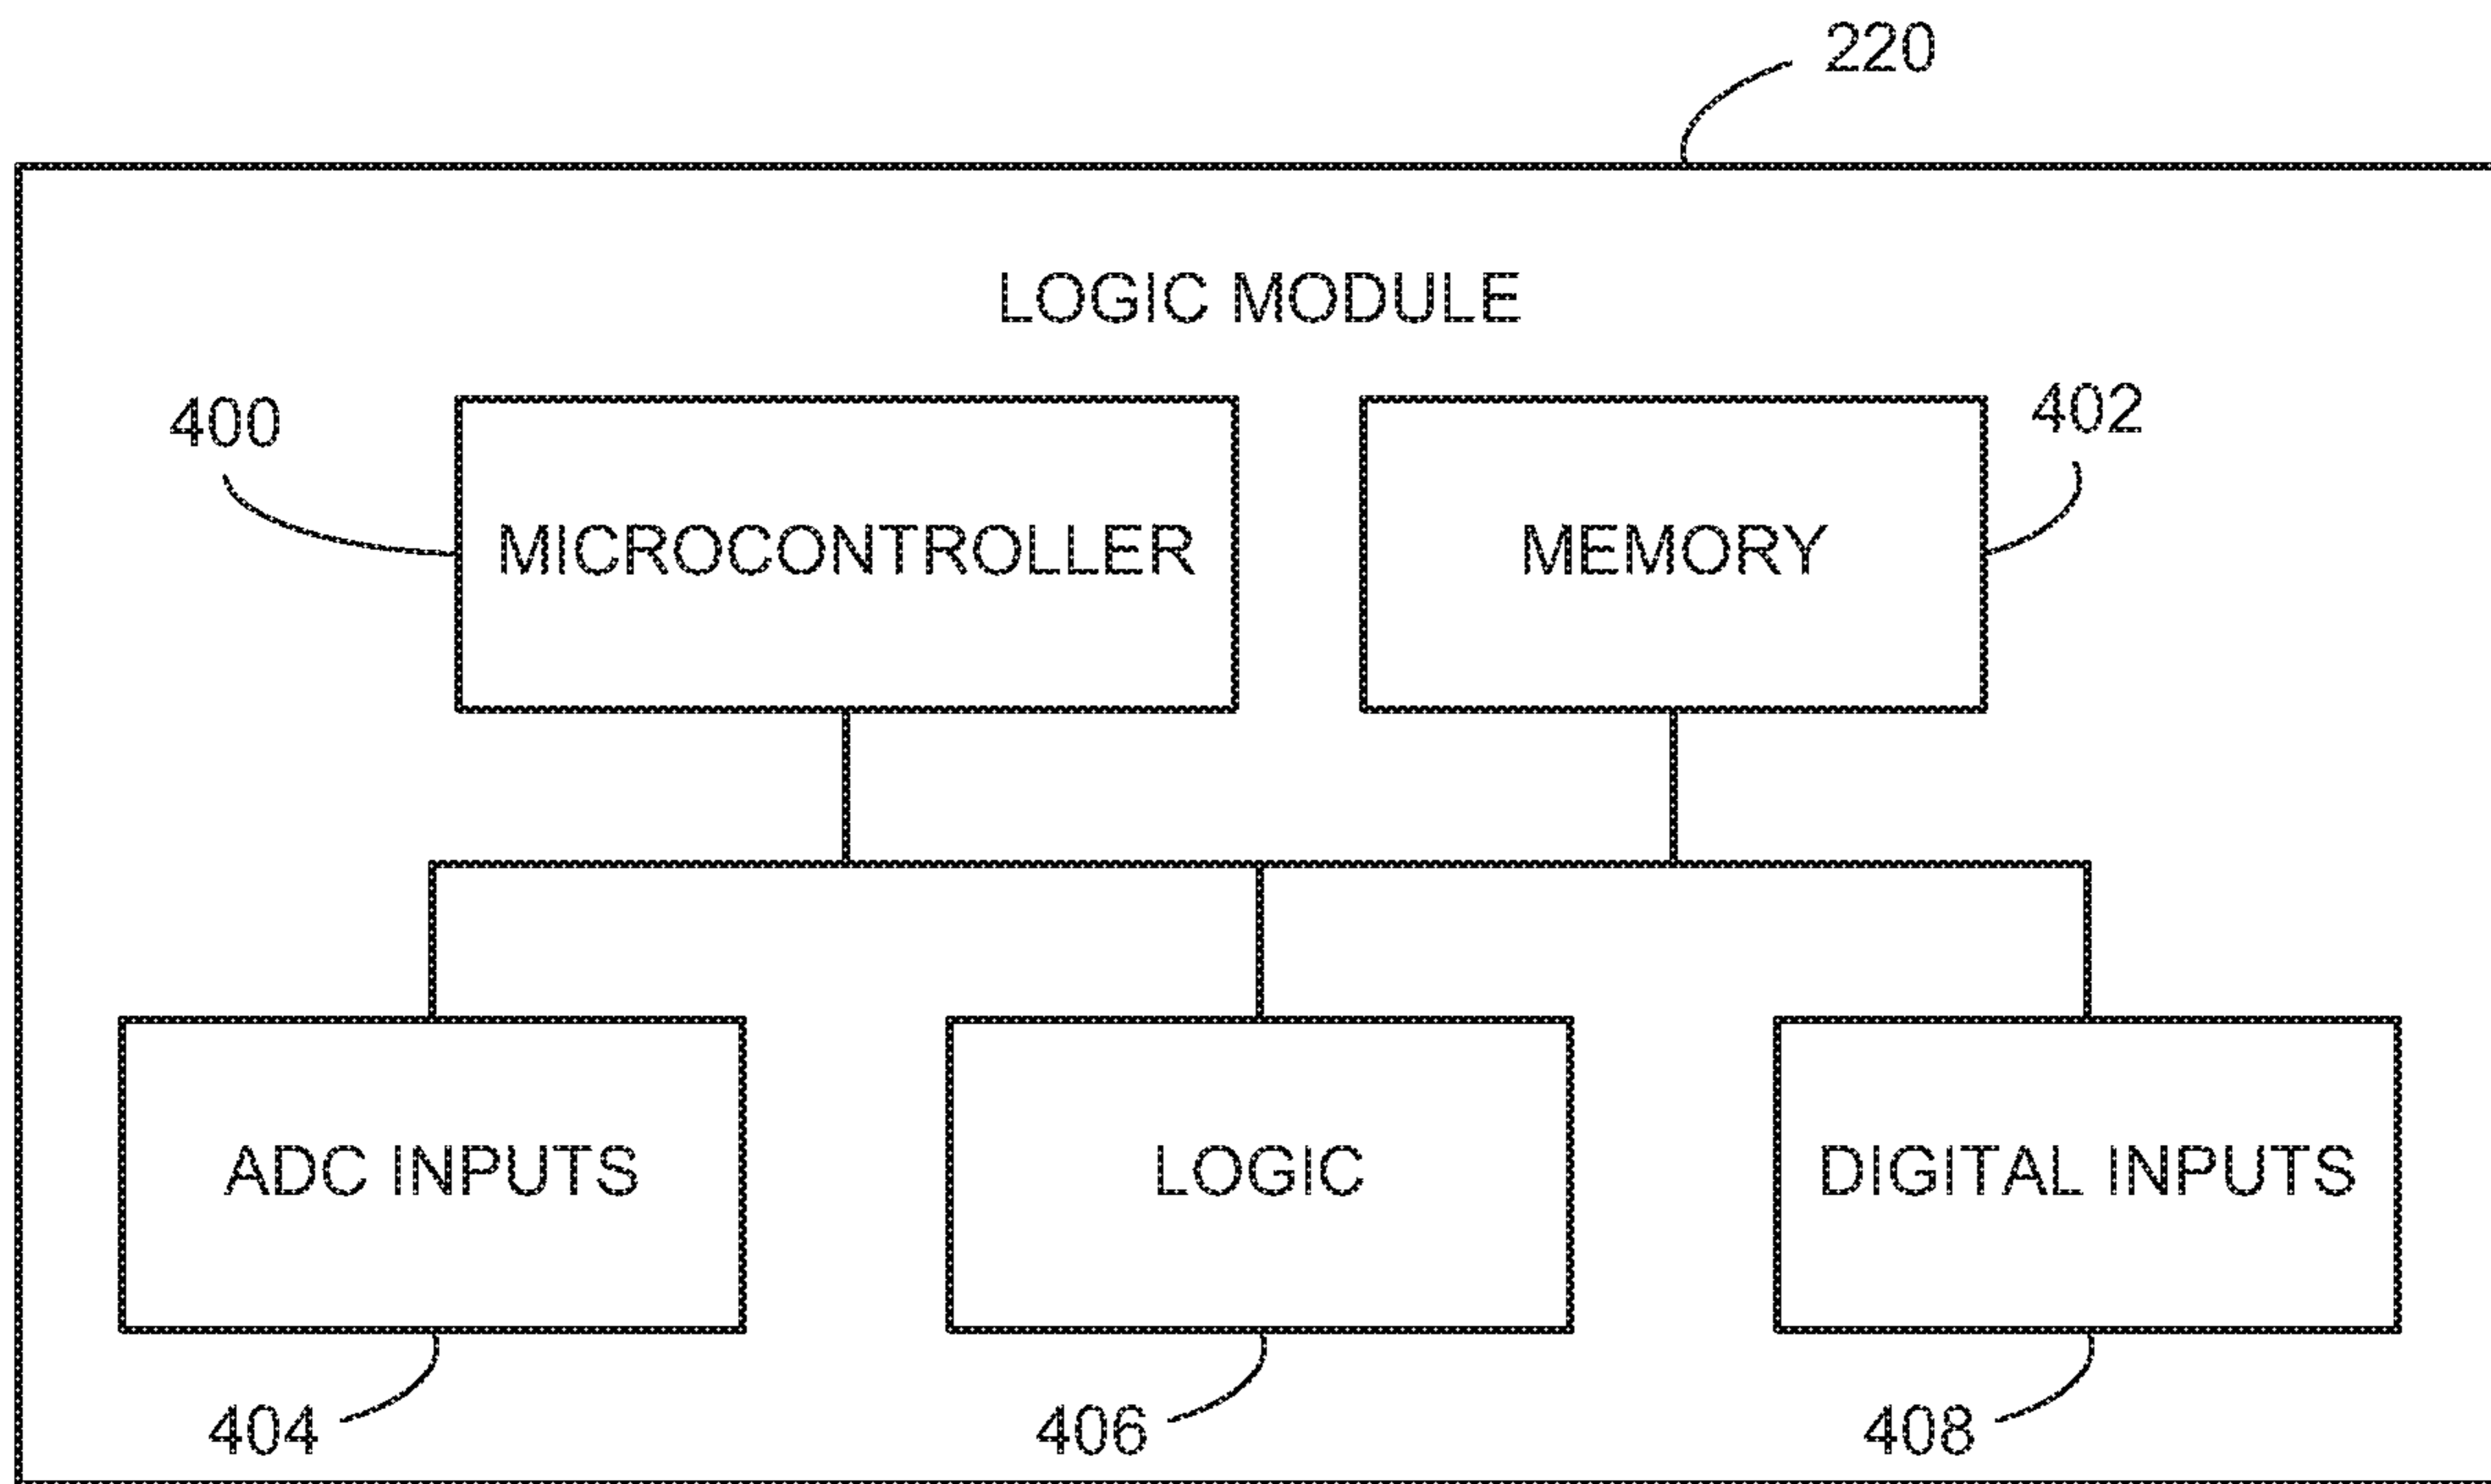 220
LOGIC MODULE
400
402
MICROCONTROLLER
MEMORY
ADC INPUTS
LOGIC
DIGITAL INPUTS
404
406
408